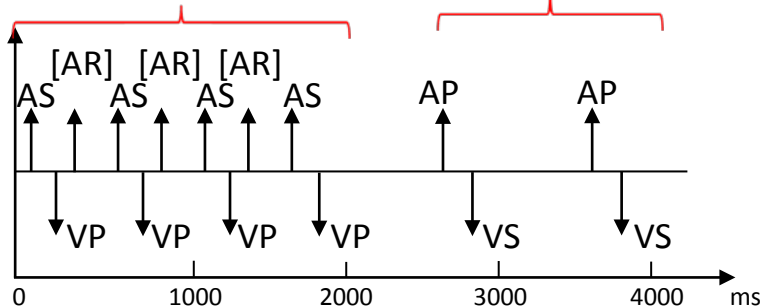 [AR] [AR] [AR]
AS AS AS AS AP AP
VP VP VP VP VS VS
0 1000 2000 3000 4000 ms